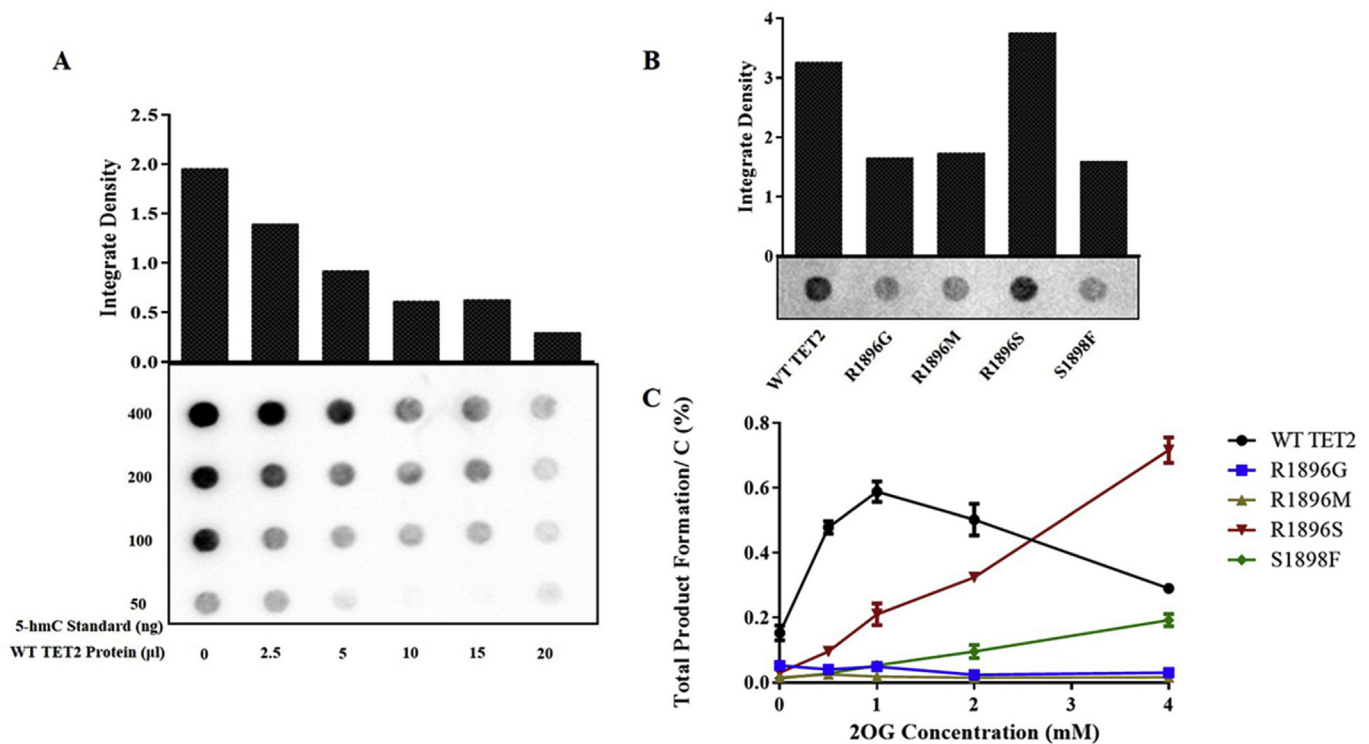 A
Integrate Density
2.5
2.0
1.5
1.0
0.5
0.0
400
200
100
50
5-hmC Standard (ng)
WT TET2 Protein (μl) 0 2.5 5 10 15 20
B
Integrate Density
4
3
2
1
0
WT TET2 R1896G R1896M R1896S S1898F
C
Total Product Formation/ C (%)
0.8
0.6
0.4
0.2
0.0
0 1 2 3 4
2OG Concentration (mM)
WT TET2
R1896G
R1896M
R1896S
S1898F